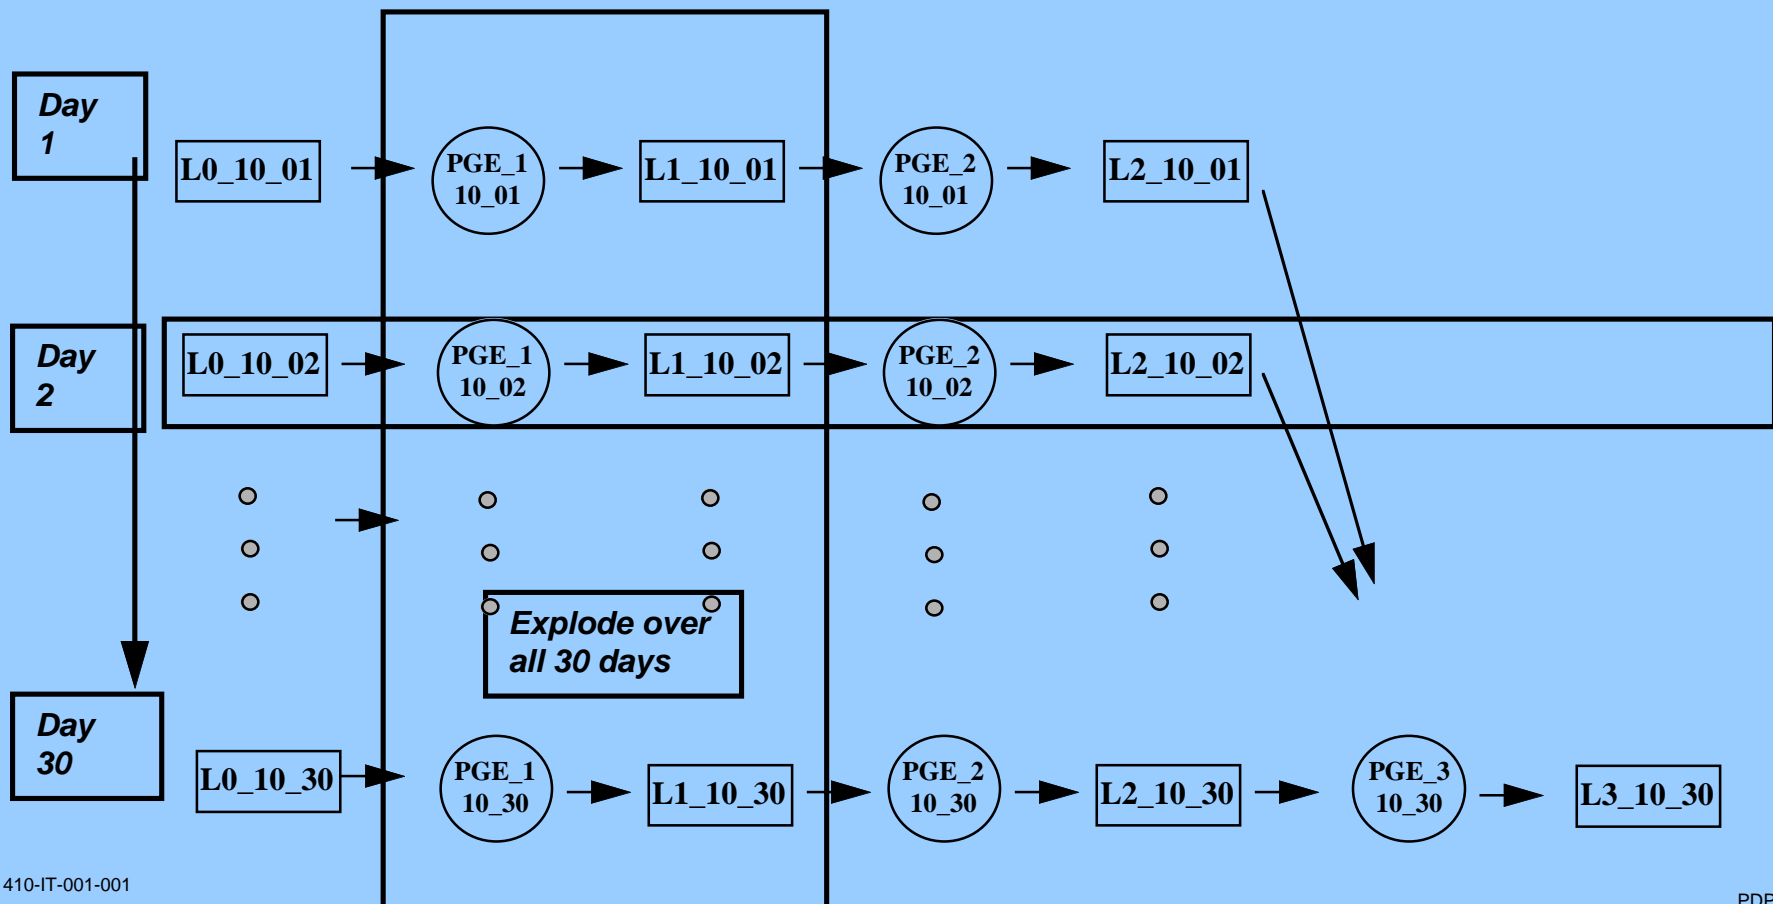 Day
1
L0_10_01
PGE_1
10_01
L1_10_01
PGE_2
10_01
L2_10_01
Day
2
L0_10_02
PGE_1
10_02
L1_10_02
PGE_2
10_02
L2_10_02
Explode over
all 30 days
Day
30
L0_10_30
PGE_1
10_30
L1_10_30
PGE_2
10_30
L2_10_30
PGE_3
10_30
L3_10_30
410-IT-001-001
PDP